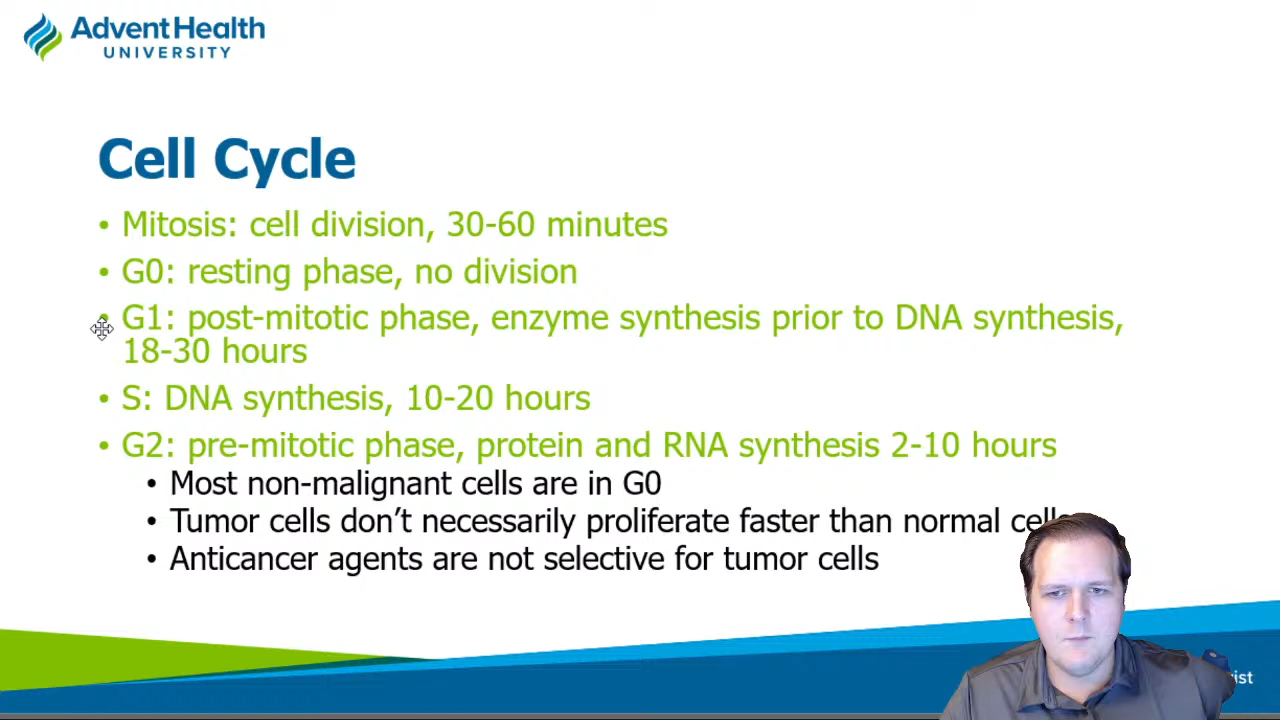 AdventHealth
UNIVERSITY
Cell Cycle
• Mitosis: cell division, 30-60 minutes
• G0: resting phase, no division
• G1: post-mitotic phase, enzyme synthesis prior to DNA synthesis,
18-30 hours
• S: DNA synthesis, 10-20 hours
• G2: pre-mitotic phase, protein and RNA synthesis 2-10 hours
• Most non-malignant cells are in G0
• Tumor cells don’t necessarily proliferate faster than normal cells
• Anticancer agents are not selective for tumor cells